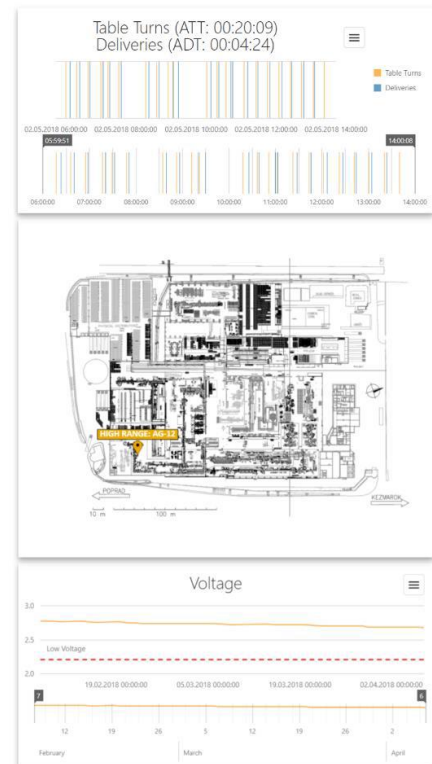 Table Turns (ATT: 00:20:09)
Deliveries (ADT: 00:04:24)
Table Turns
Deliveries
02.05.2018 06:00:00 02.05.2018 08:00:00 02.05.2018 10:00:00 02.05.2018 12:00:00 02.05.2018 14:00:00
05:59:51 14:00:08
06:00:00 07:00:00 08:00:00 09:00:00 10:00:00 11:00:00 12:00:00 13:00:00 14:00:00
HIGH RANGE: AG-12
POPRAD
KEZMAROK
10 m 100 m
Voltage
3.0
2.5
Low Voltage
2.0
19.02.2018 00:00:00 05.03.2018 00:00:00 19.03.2018 00:00:00 02.04.2018 00:00:00
7 6
12 19 26 5 12 19 26 2
February March April